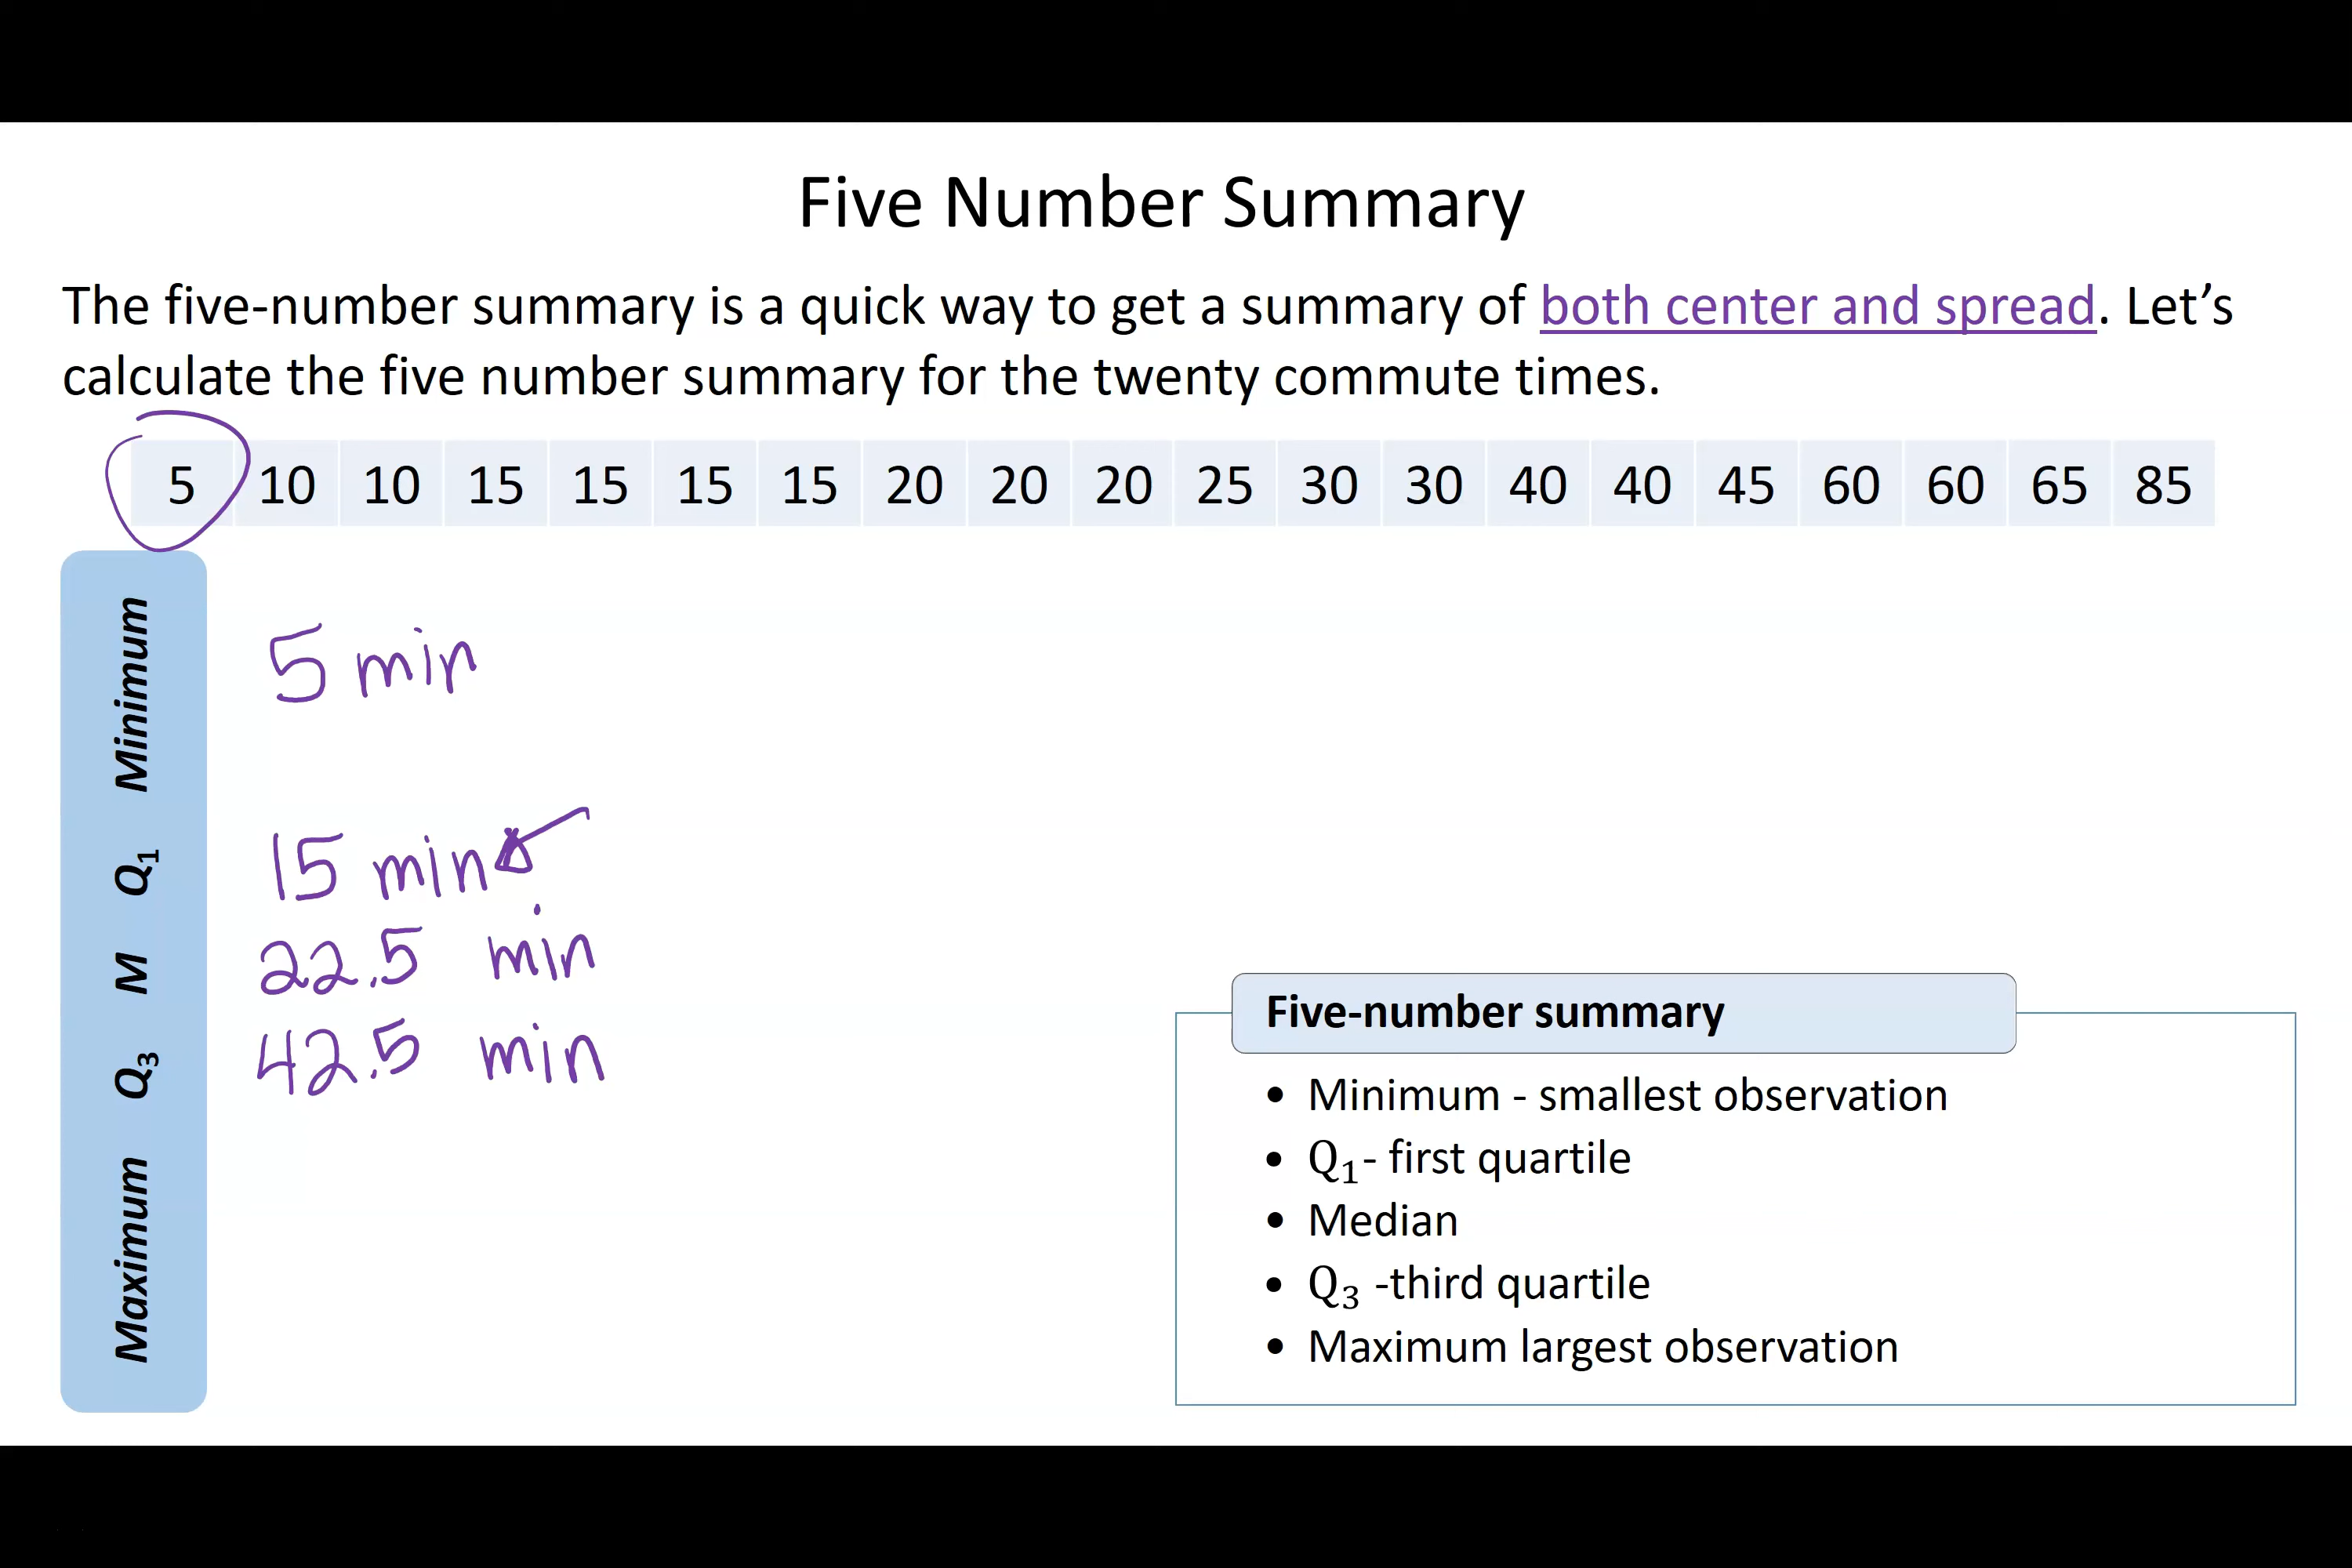 Five Number Summary
The five-number summary is a quick way to get a summary of both center and spread. Let’s
calculate the five number summary for the twenty commute times.
5 10 10 15 15 15 15 20 20 20 25 30 30 40 40 45 60 60 65 85
Minimum
5 min
Q1
15 min
M
22.5 min
Q3
42.5 min
Maximum
Five-number summary
• Minimum - smallest observation
• Q1- first quartile
• Median
• Q3 -third quartile
• Maximum largest observation